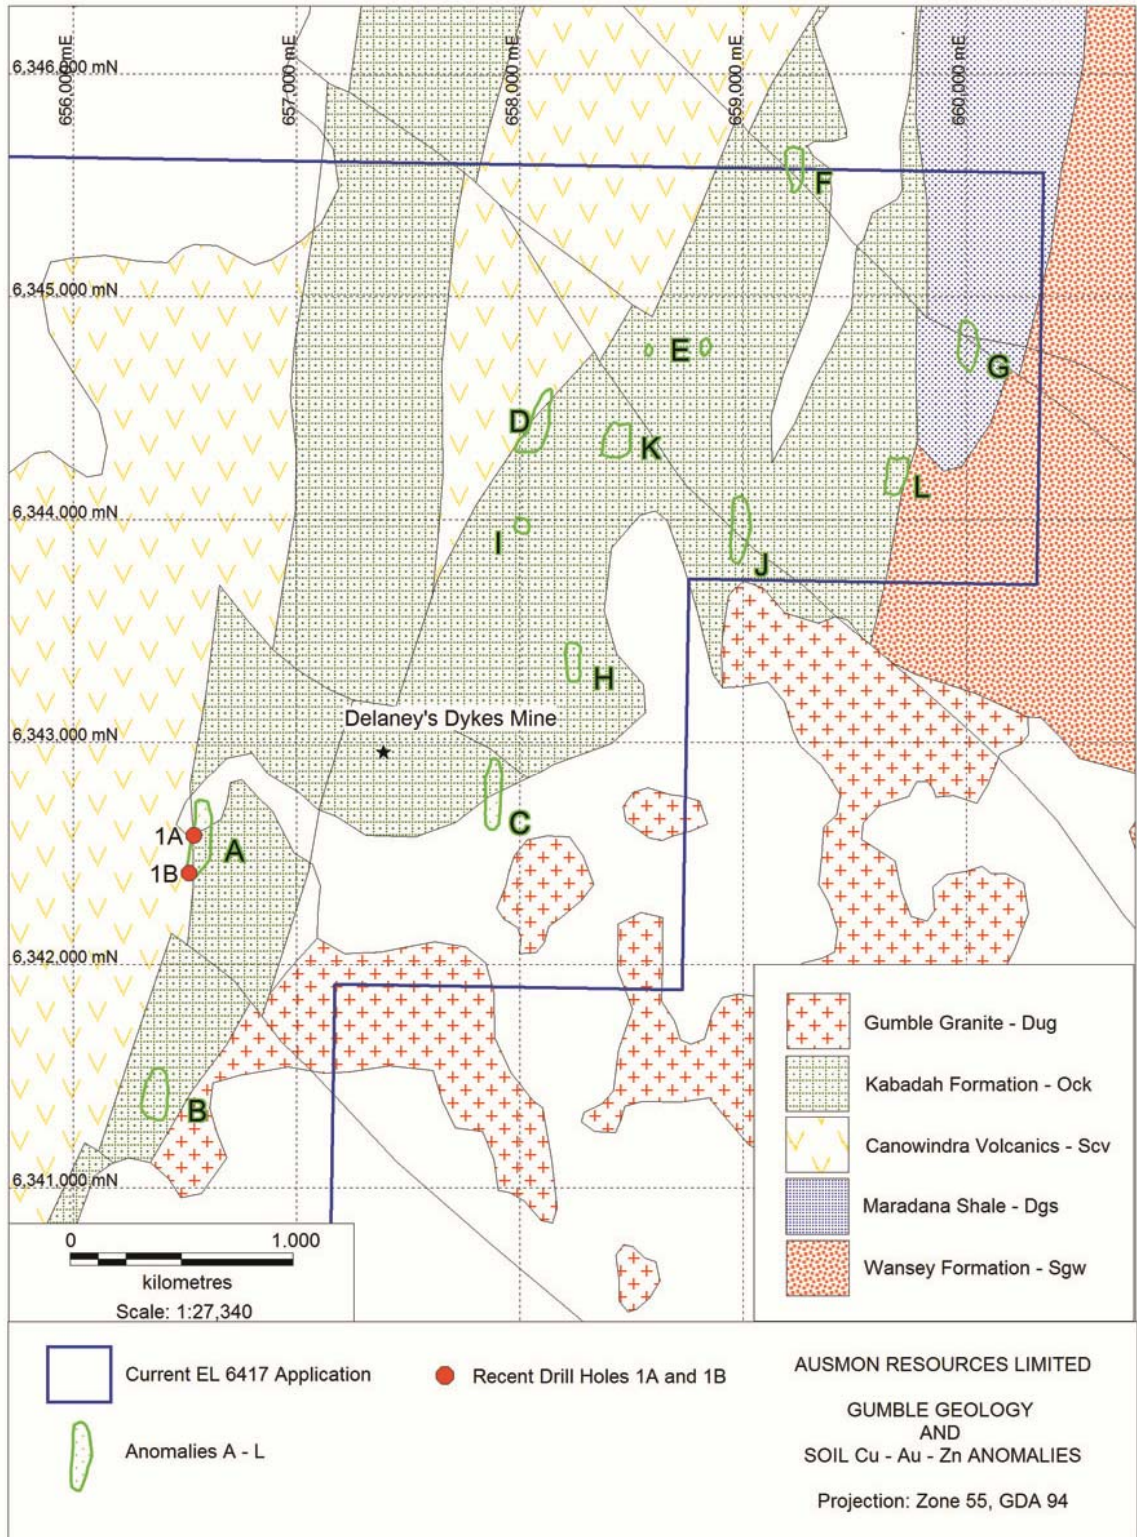 656,000 mE
657,000 mE
658,000 mE
659,000 mE
660,000 mE
6,346,000 mN
F
6,345,000 mN
E
G
D
K
L
6,344,000 mN
I
J
H
Delaney's Dykes Mine
6,343,000 mN
C
1A
A
1B
6,342,000 mN
B
6,341,000 mN
Gumble Granite - Dug
Kabadah Formation - Ock
Canowindra Volcanics - Scv
Maradana Shale - Dgs
Wansey Formation - Sgw
0 1.000
kilometres
Scale: 1:27,340
Current EL 6417 Application
Recent Drill Holes 1A and 1B
Anomalies A - L
AUSMON RESOURCES LIMITED
GUMBLE GEOLOGY
AND
SOIL Cu - Au - Zn ANOMALIES
Projection: Zone 55, GDA 94